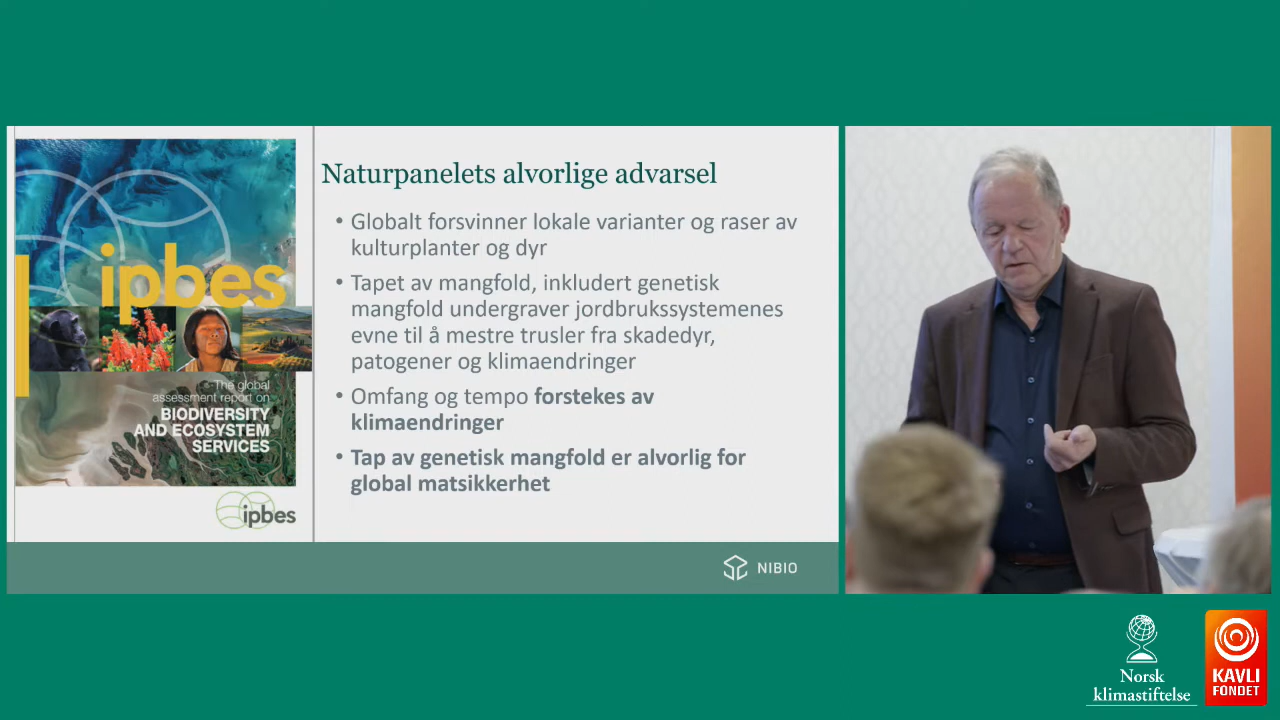 ipbes
The global
assessment report on
BIODIVERSITY
AND ECOSYSTEM
SERVICES
ipbes
Naturpanelets alvorlige advarsel
• Globalt forsvinner lokale varianter og raser av
kulturplanter og dyr
• Tapet av mangfold, inkludert genetisk
mangfold undergraver jordbrukssystemenes
evne til å mestre trusler fra skadedyr,
patogener og klimaendringer
• Omfang og tempo forstekes av
klimaendringer
• Tap av genetisk mangfold er alvorlig for
global matsikkerhet
NIBIO
Norsk
klimastiftelse
KAVLI
FONDET